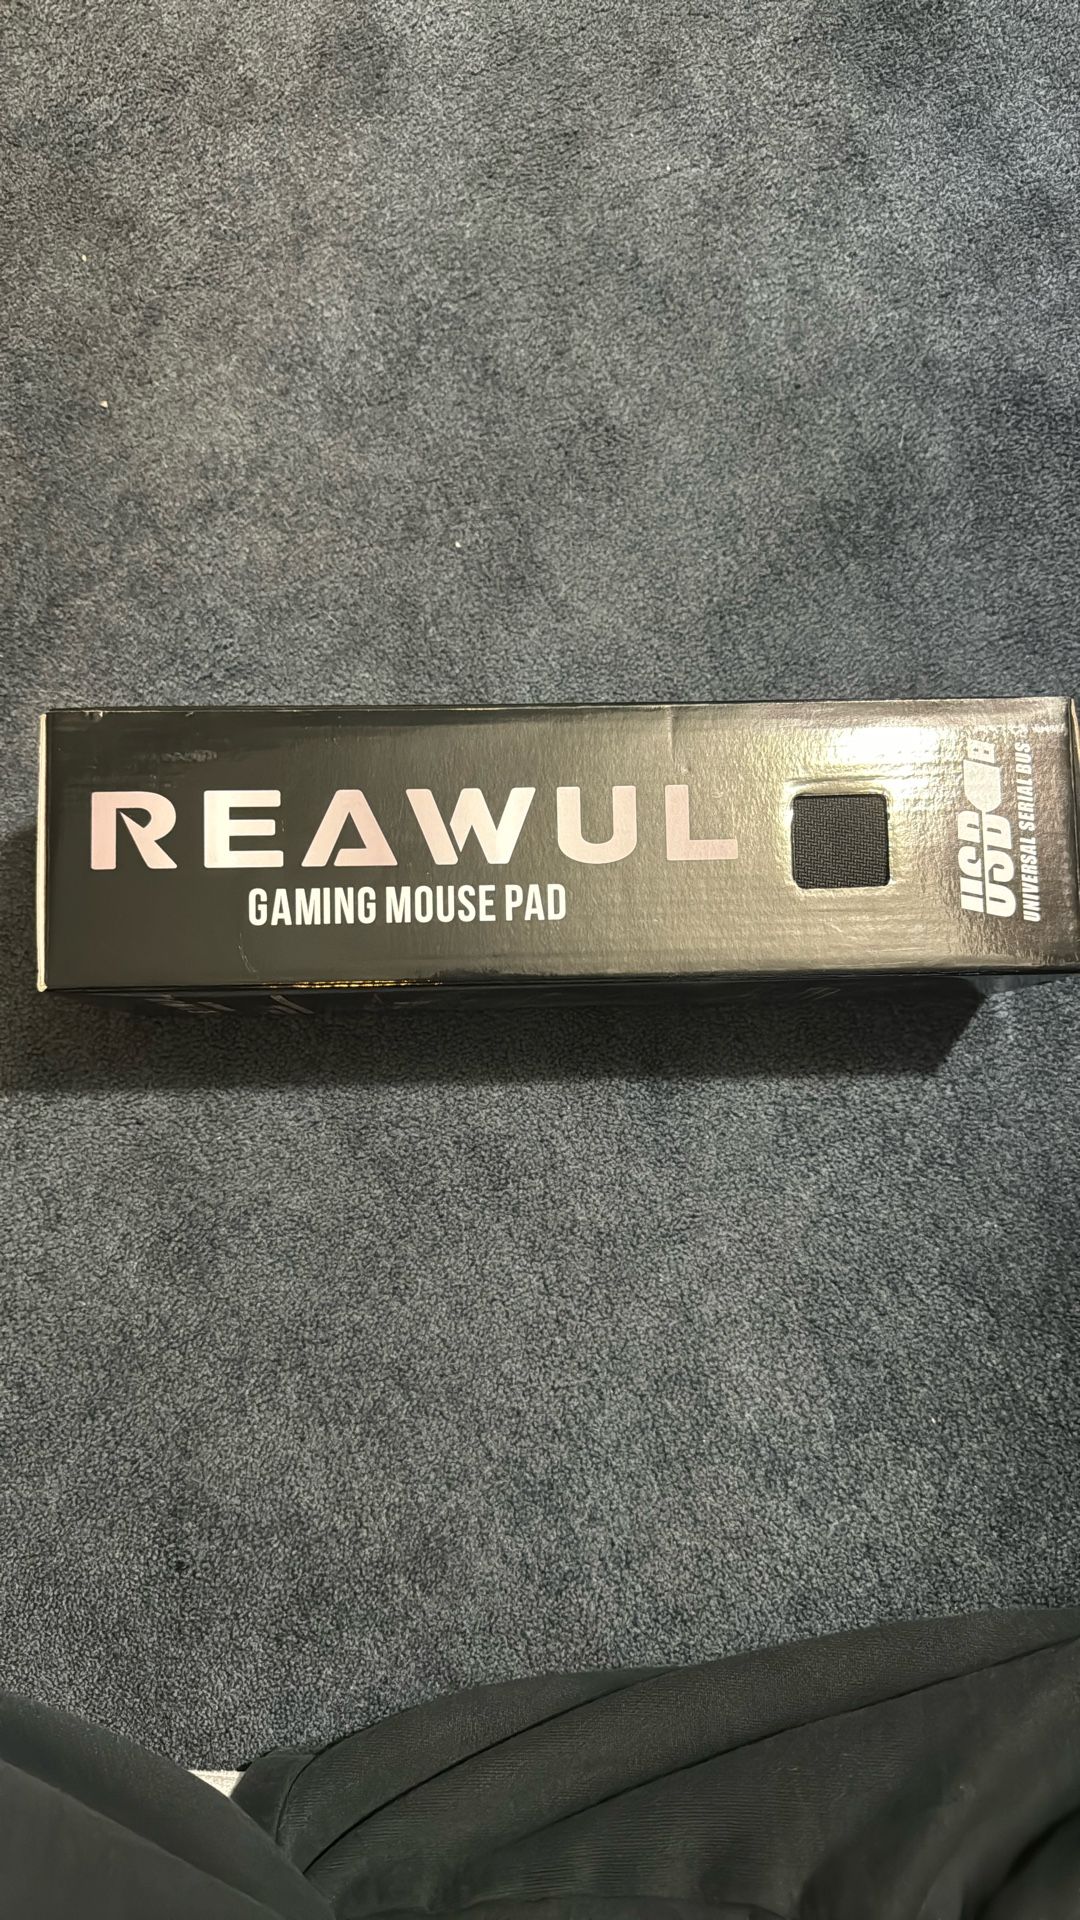 REAWUL
GAMING MOUSE PAD
USB
UNIVERSAL SERIAL BUS